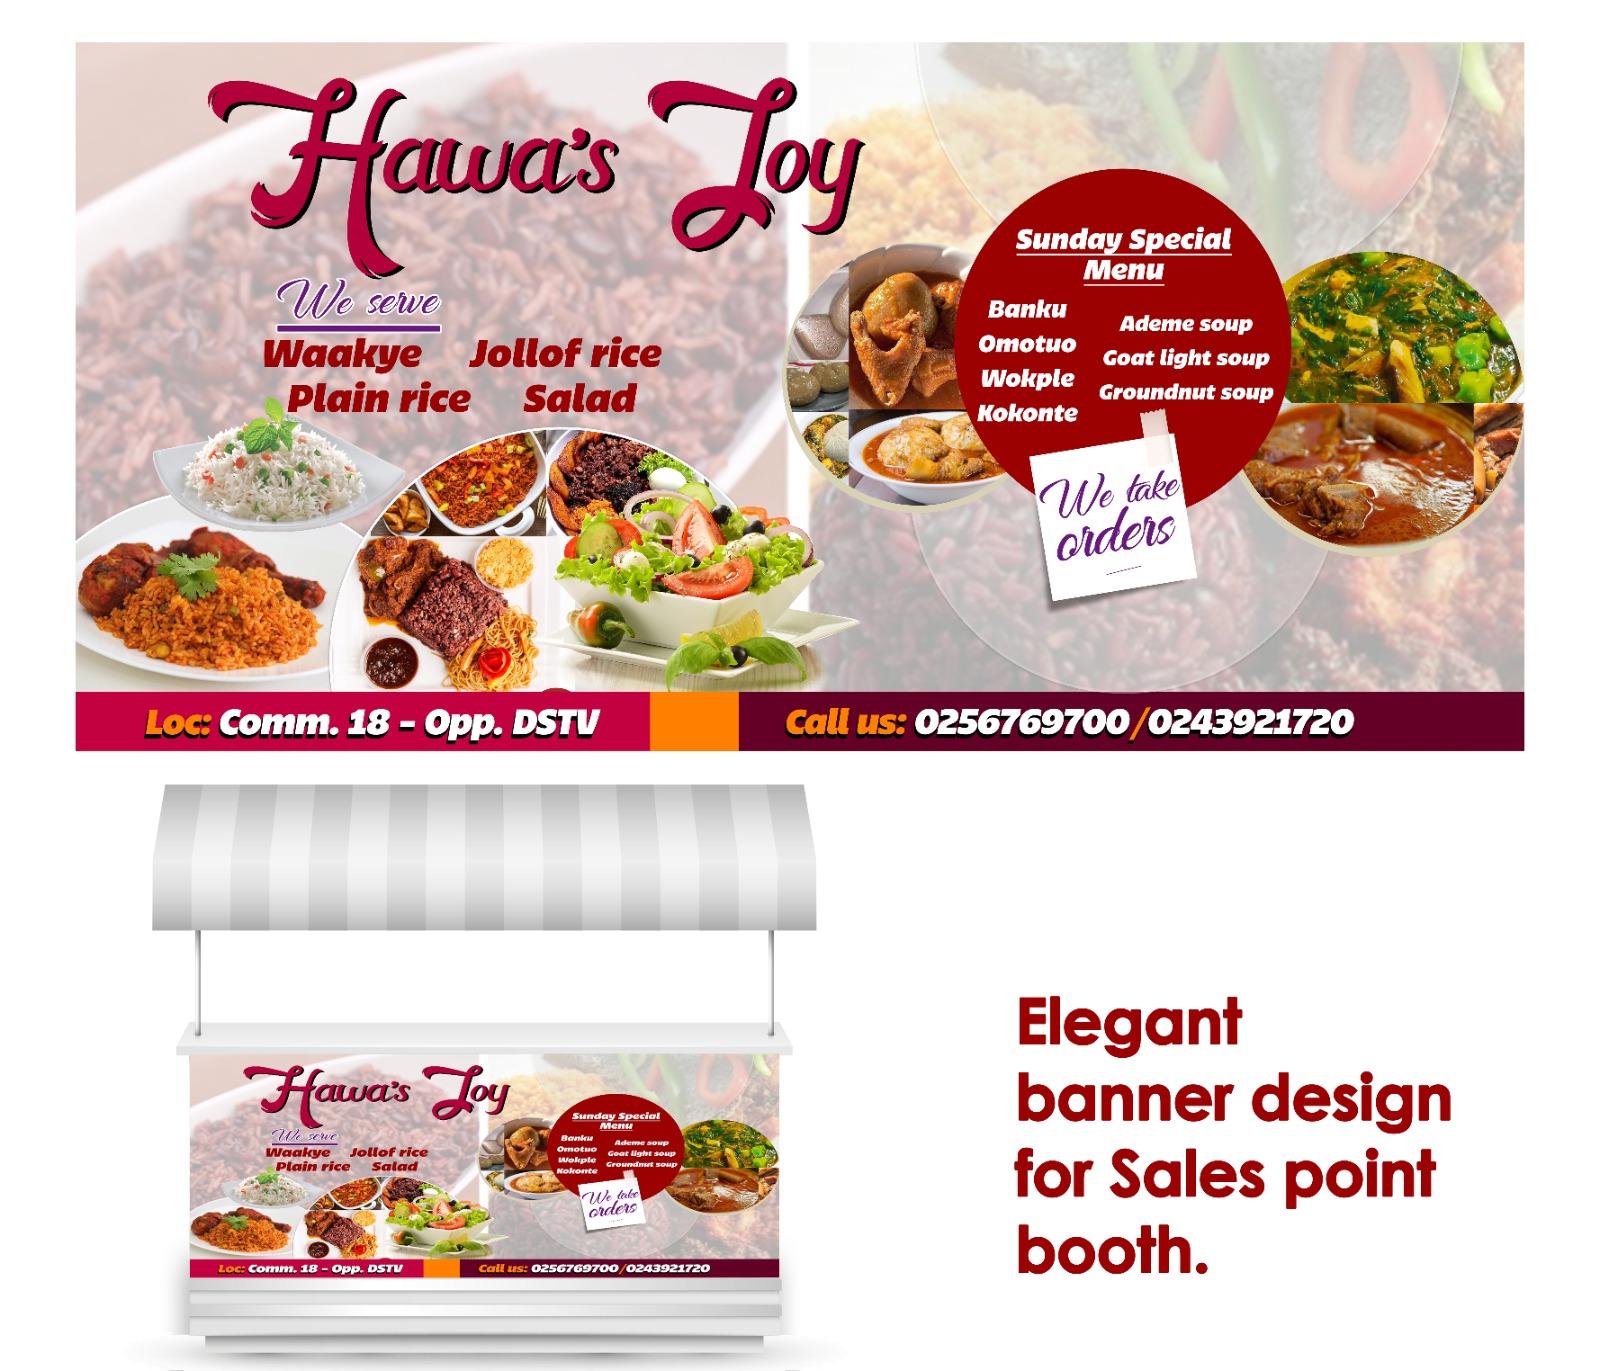 Hawa's Joy
We serve
Waakye Jollof rice
Plain rice Salad
Sunday Special
Menu
Banku
Omotuo
Wokple
Kokonte
Ademe soup
Goat light soup
Groundnut soup
We take
orders
Loc: Comm. 18 - Opp. DSTV
Call us: 0256769700/0243921720
Hawa's Joy
We serve
Waakye Jollof rice
Plain rice Salad
Sunday Special
Menu
Banku
Omotuo
Wokple
Kokonte
Ademe soup
Goat light soup
Groundnut soup
We take
orders
Loc: Comm. 18 - Opp. DSTV
Call us: 0256769700/0243921720
Elegant
banner design
for Sales point
booth.